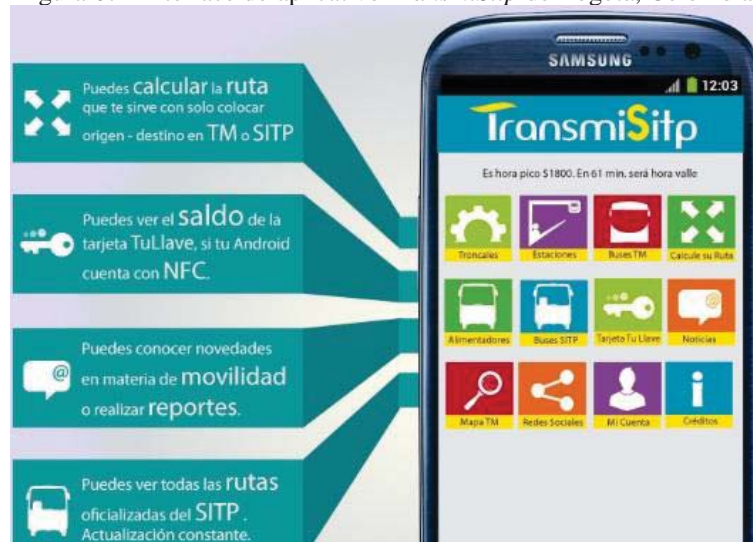 Puedes calcular la ruta
que te sirve con solo colocar
origen - destino en TM o SITP
Puedes ver el saldo de la
tarjeta TuLlave, si tu Android
cuenta con NFC.
Puedes conocer novedades
en materia de movilidad
o realizar reportes.
Puedes ver todas las rutas
oficializadas del SITP .
Actualización constante.
SAMSUNG
12:03
TransmiSitp
Es hora pico $1800. En 61 min. será hora valle
Troncales
Estaciones
Buses TM
Calcule su Ruta
Alimentadores
Buses SITP
Tarjeta Tu Llave
Noticias
Mapa TM
Redes Sociales
Mi Cuenta
Créditos